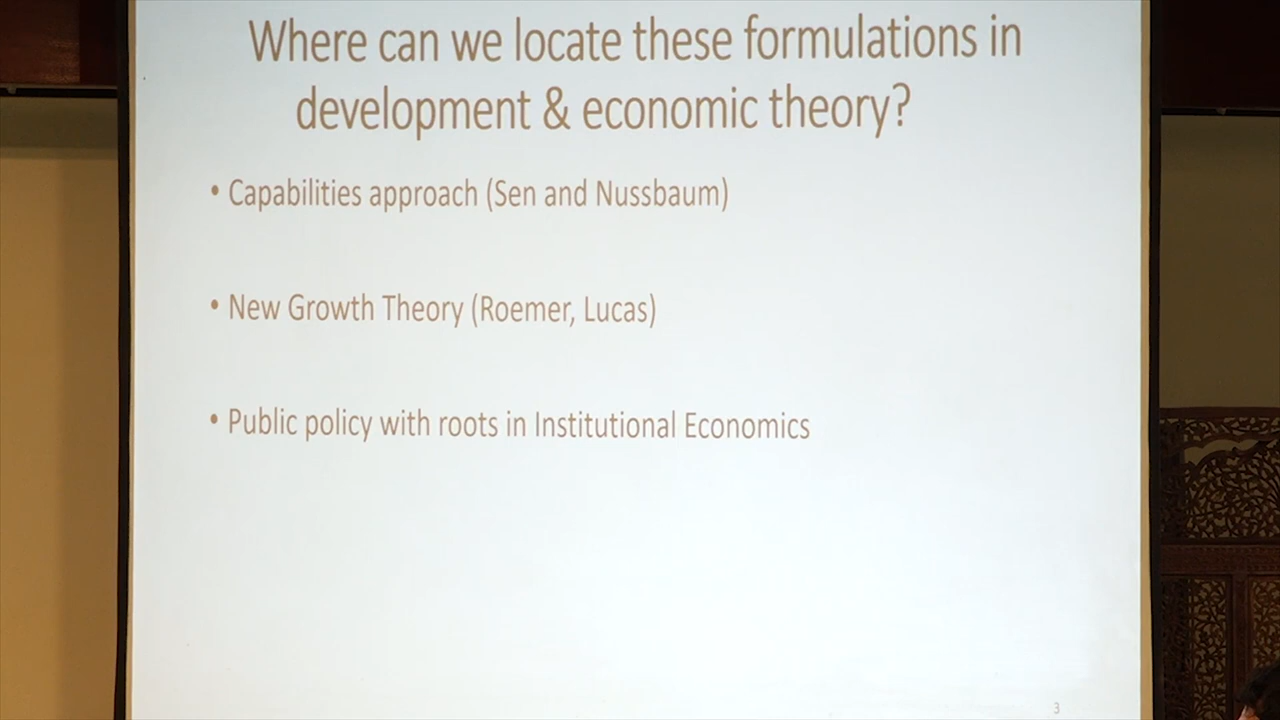 Where can we locate these formulations in
development & economic theory?
• Capabilities approach (Sen and Nussbaum)
• New Growth Theory (Roemer, Lucas)
• Public policy with roots in Institutional Economics
3